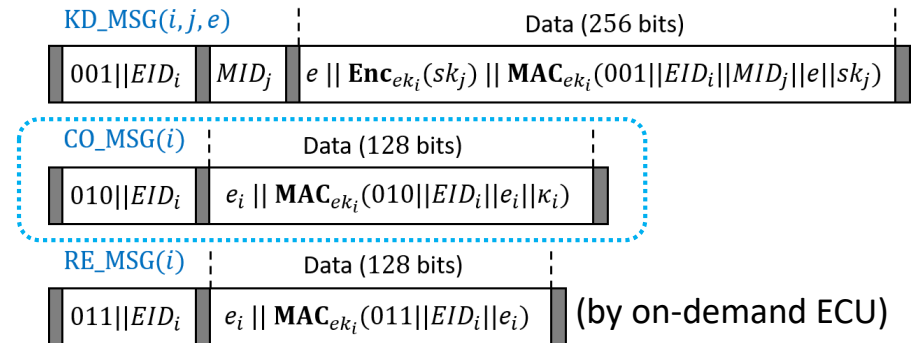 KD_MSG(i, j, e) Data (256 bits)
001||EID_i MID_j e || Enc_{ek_i}(sk_j) || MAC_{ek_i}(001||EID_i||MID_j||e||sk_j)
CO_MSG(i) Data (128 bits)
010||EID_i e_i || MAC_{ek_i}(010||EID_i||e_i||κ_i)
RE_MSG(i) Data (128 bits)
011||EID_i e_i || MAC_{ek_i}(011||EID_i||e_i) (by on-demand ECU)